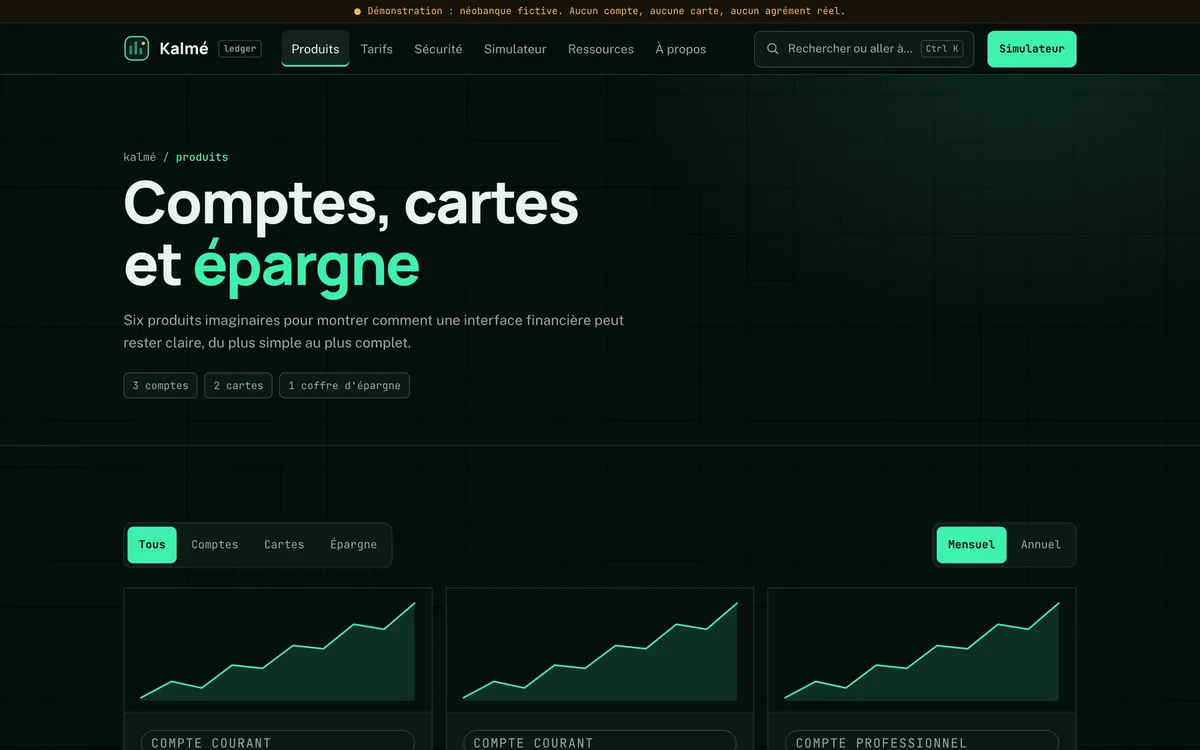 Démonstration : néobanque fictive. Aucun compte, aucune carte, aucun agrément réel.
Kalmé ledger Produits Tarifs Sécurité Simulateur Ressources À propos Rechercher ou aller à... Ctrl K Simulateur
kalmé / produits
Comptes, cartes
et épargne
Six produits imaginaires pour montrer comment une interface financière peut
rester claire, du plus simple au plus complet.
3 comptes 2 cartes 1 coffre d'épargne
Tous Comptes Cartes Épargne Mensuel Annuel
COMPTE COURANT COMPTE COURANT COMPTE PROFESSIONNEL